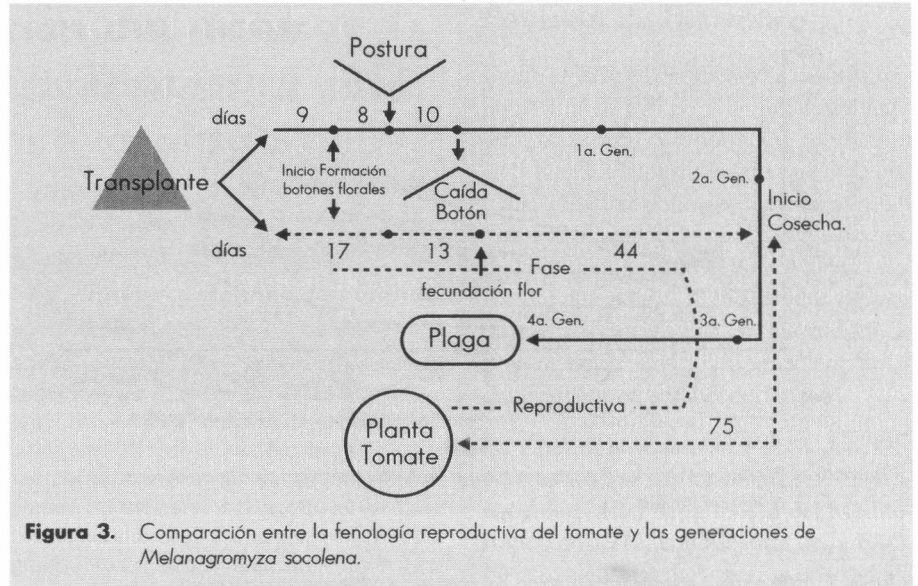 Postura
días 9 8 10
1a. Gen.
Transplante
Inicio Formación
botones florales
Caída
Botón
2a. Gen.
Inicio
Cosecha.
días 17 13 44
Fase
fecundación flor
4a. Gen. 3a. Gen.
Plaga
Reproductiva
75
Planta
Tomate
Figura 3. Comparación entre la fenología reproductiva del tomate y las generaciones de
Melanagromyza socolena.